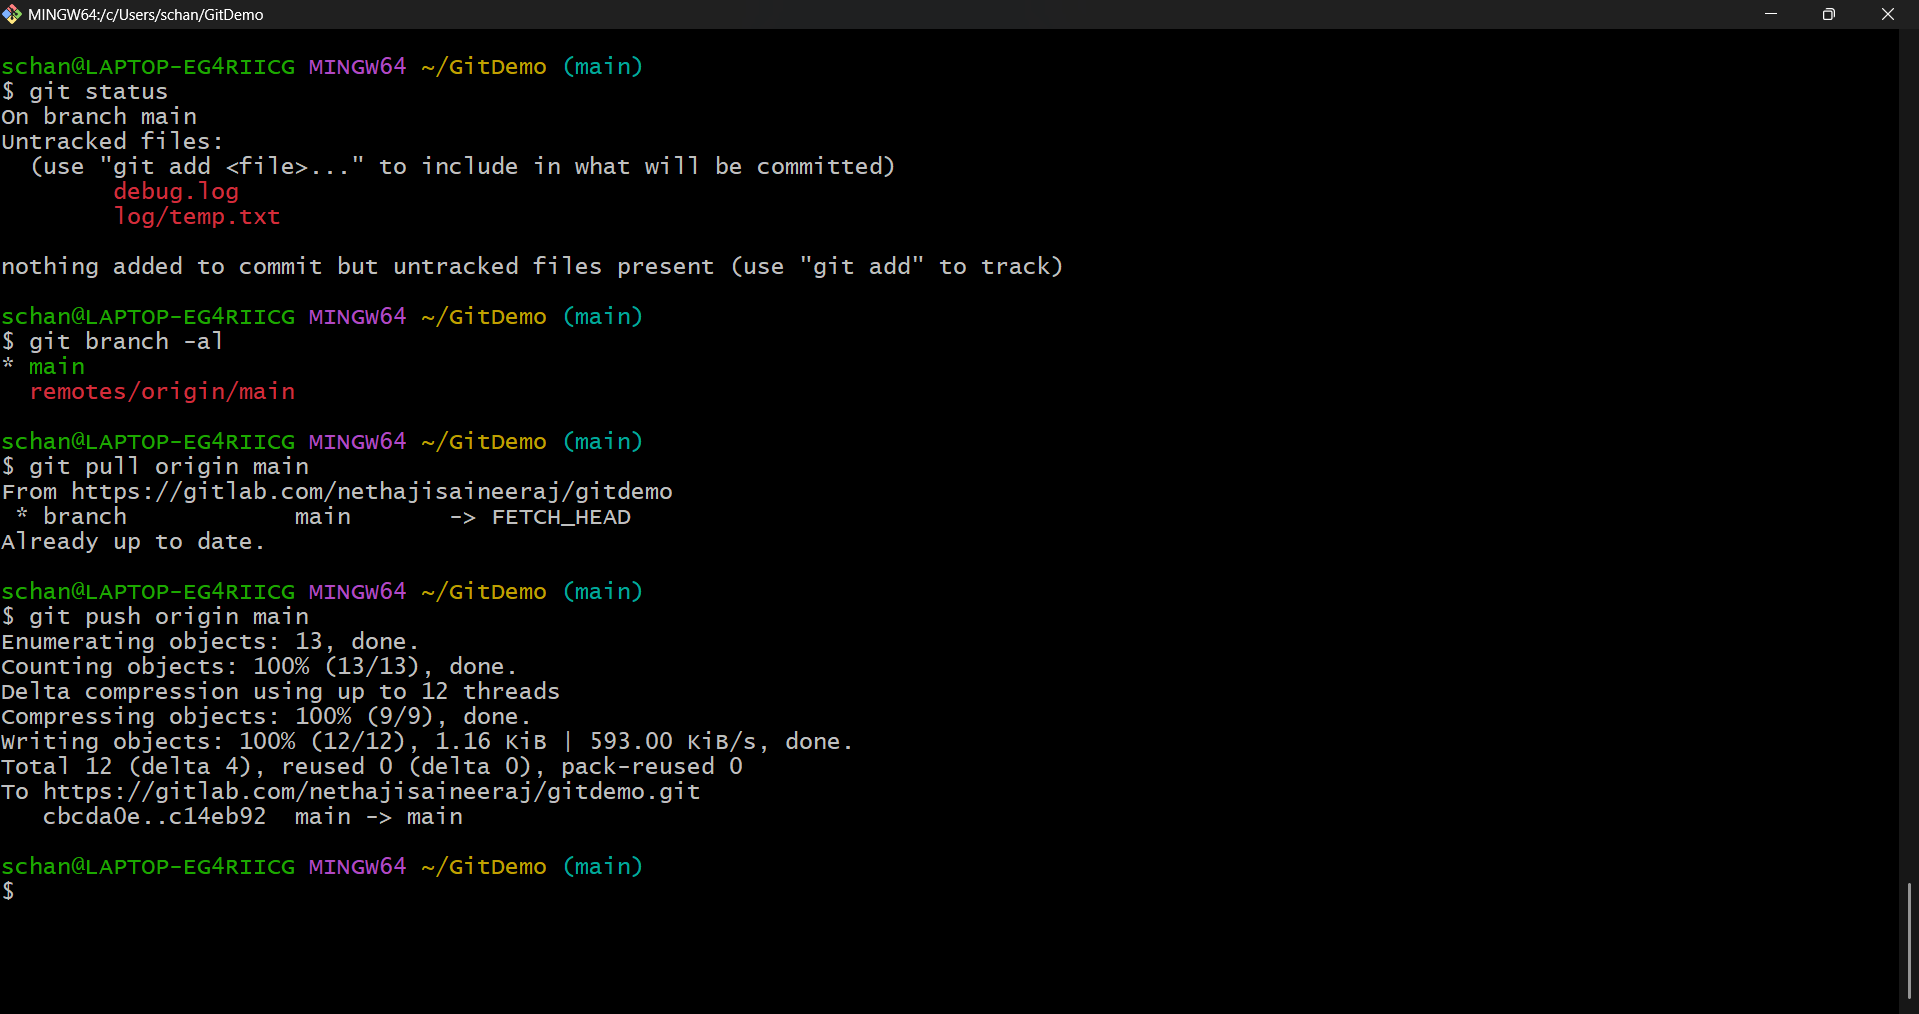 MINGW64:/c/Users/schan/GitDemo
schan@LAPTOP-EG4RIICG MINGW64 ~/GitDemo (main)
$ git status
On branch main
Untracked files:
  (use "git add <file>..." to include in what will be committed)
        debug.log
        log/temp.txt
nothing added to commit but untracked files present (use "git add" to track)
schan@LAPTOP-EG4RIICG MINGW64 ~/GitDemo (main)
$ git branch -al
* main
  remotes/origin/main
schan@LAPTOP-EG4RIICG MINGW64 ~/GitDemo (main)
$ git pull origin main
From https://gitlab.com/nethajisaineeraj/gitdemo
 * branch            main       -> FETCH_HEAD
Already up to date.
schan@LAPTOP-EG4RIICG MINGW64 ~/GitDemo (main)
$ git push origin main
Enumerating objects: 13, done.
Counting objects: 100% (13/13), done.
Delta compression using up to 12 threads
Compressing objects: 100% (9/9), done.
Writing objects: 100% (12/12), 1.16 KiB | 593.00 KiB/s, done.
Total 12 (delta 4), reused 0 (delta 0), pack-reused 0
To https://gitlab.com/nethajisaineeraj/gitdemo.git
   cbcda0e..c14eb92  main -> main
schan@LAPTOP-EG4RIICG MINGW64 ~/GitDemo (main)
$